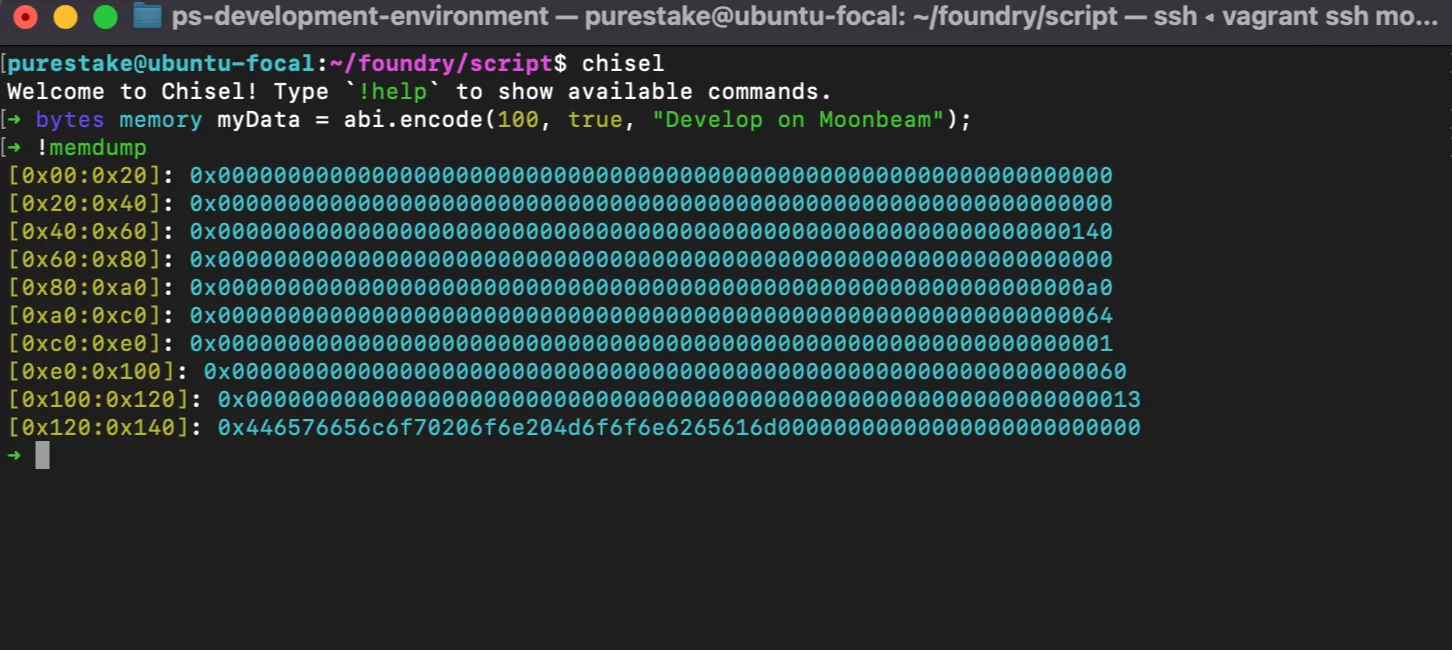 ps-development-environment — purestake@ubuntu-focal: ~/foundry/script — ssh ◂ vagrant ssh mo...
[purestake@ubuntu-focal:~/foundry/script$ chisel
Welcome to Chisel! Type `!help` to show available commands.
[➜ bytes memory myData = abi.encode(100, true, "Develop on Moonbeam");
[➜ !memdump
[0x00:0x20]: 0x0000000000000000000000000000000000000000000000000000000000000000
[0x20:0x40]: 0x0000000000000000000000000000000000000000000000000000000000000000
[0x40:0x60]: 0x0000000000000000000000000000000000000000000000000000000000000140
[0x60:0x80]: 0x0000000000000000000000000000000000000000000000000000000000000000
[0x80:0xa0]: 0x00000000000000000000000000000000000000000000000000000000000000a0
[0xa0:0xc0]: 0x0000000000000000000000000000000000000000000000000000000000000064
[0xc0:0xe0]: 0x0000000000000000000000000000000000000000000000000000000000000001
[0xe0:0x100]: 0x0000000000000000000000000000000000000000000000000000000000000060
[0x100:0x120]: 0x0000000000000000000000000000000000000000000000000000000000000013
[0x120:0x140]: 0x446576656c6f70206f6e204d6f6f6e6265616d00000000000000000000000000
➜